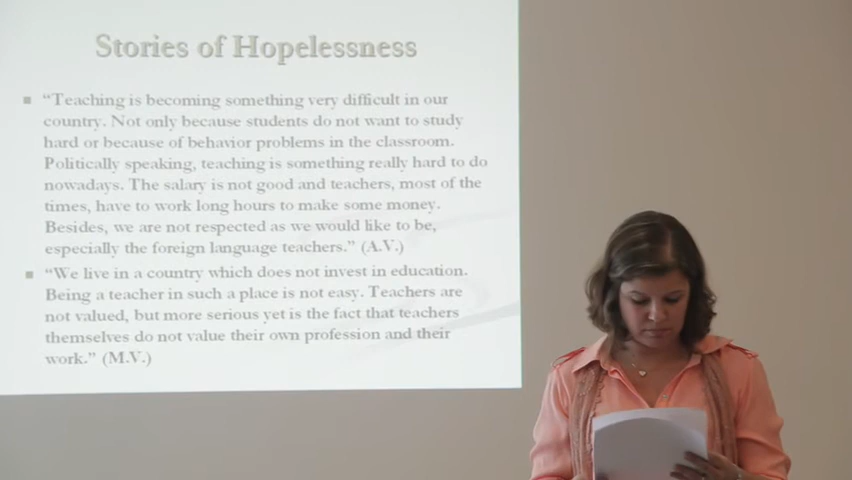 Stories of Hopelessness
"Teaching is becoming something very difficult in our
country. Not only because students do not want to study
hard or because of behavior problems in the classroom.
Politically speaking, teaching is something really hard to do
nowadays. The salary is not good and teachers, most of the
times, have to work long hours to make some money.
Besides, we are not respected as we would like to be,
especially the foreign language teachers." (A.V.)
"We live in a country which does not invest in education.
Being a teacher in such a place is not easy. Teachers are
not valued, but more serious yet is the fact that teachers
themselves do not value their own profession and their
work." (M.V.)